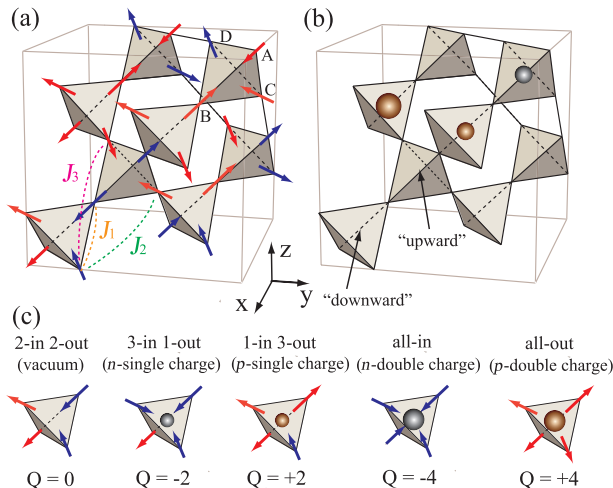 (a)
D
A
C
B
J3
J1
J2
z
x
y
(b)
“upward”
“downward”
(c)
2-in 2-out
(vacuum)
3-in 1-out
(n-single charge)
1-in 3-out
(p-single charge)
all-in
(n-double charge)
all-out
(p-double charge)
Q = 0
Q = -2
Q = +2
Q = -4
Q = +4